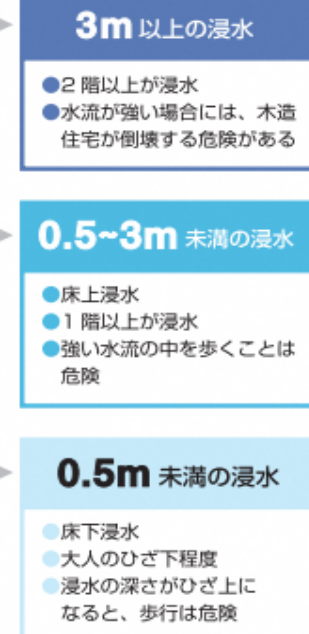 3m 以上の浸水
●2 階以上が浸水
●水流が強い場合には、木造
住宅が倒壊する危険がある
0.5~3m 未満の浸水
●床上浸水
●1 階以上が浸水
●強い水流の中を歩くことは
危険
0.5m 未満の浸水
●床下浸水
●大人のひざ下程度
●浸水の深さがひざ上に
なると、歩行は危険